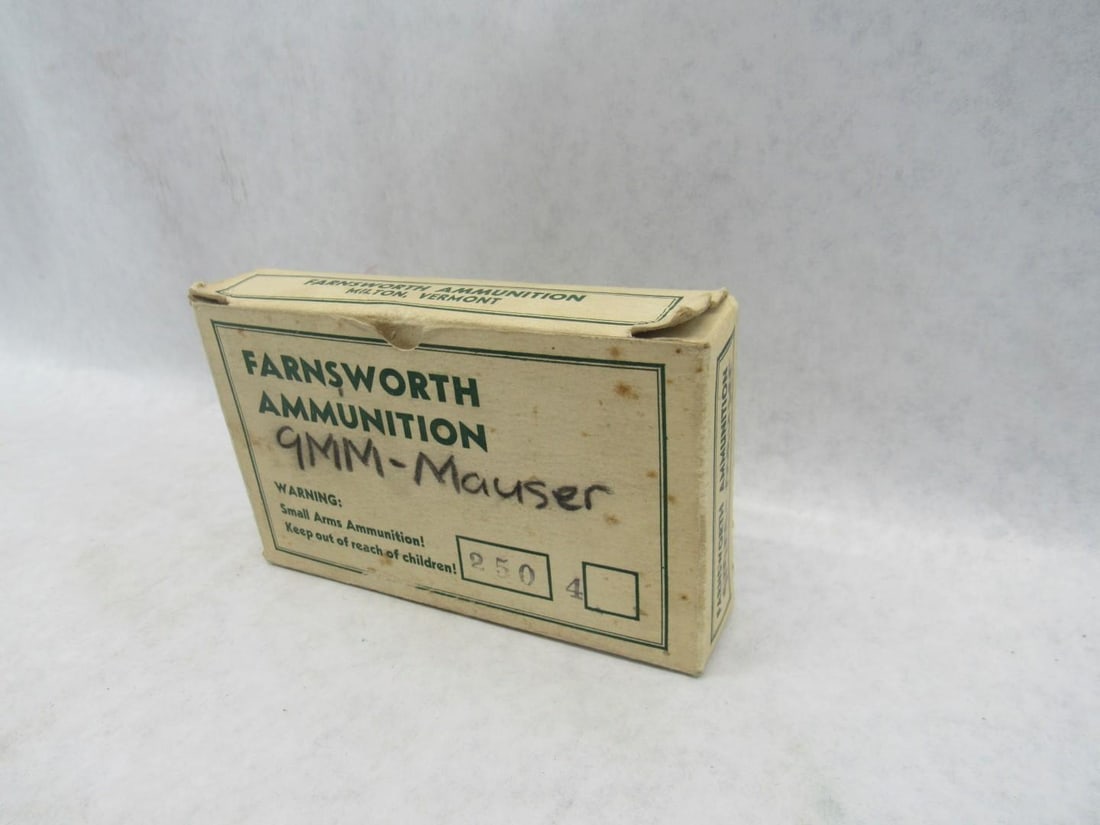 FARNSWORTH AMMUNITION
MILTON, VERMONT
FARNSWORTH
AMMUNITION
9MM-Mauser
WARNING:
Small Arms Ammunition!
Keep out of reach of children!
250
4
FARNSWORTH AMMUNITION